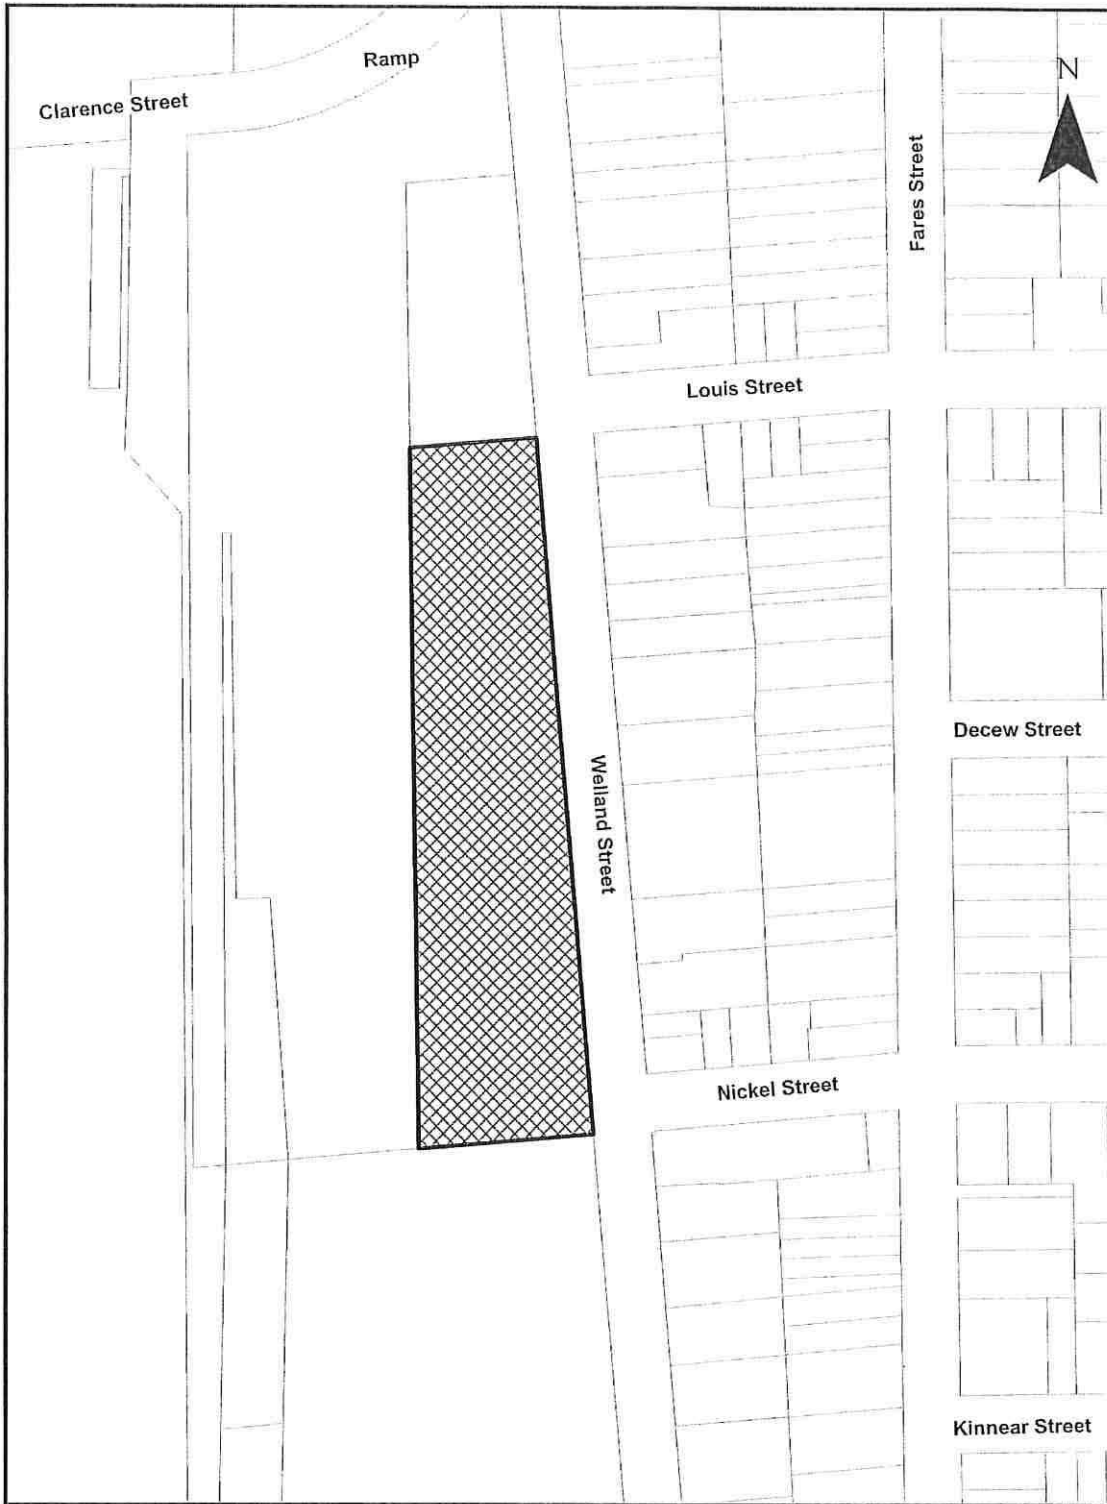 Ramp
Clarence Street
N
Fares Street
Louis Street
Decew Street
Welland Street
Nickel Street
Kinnear Street